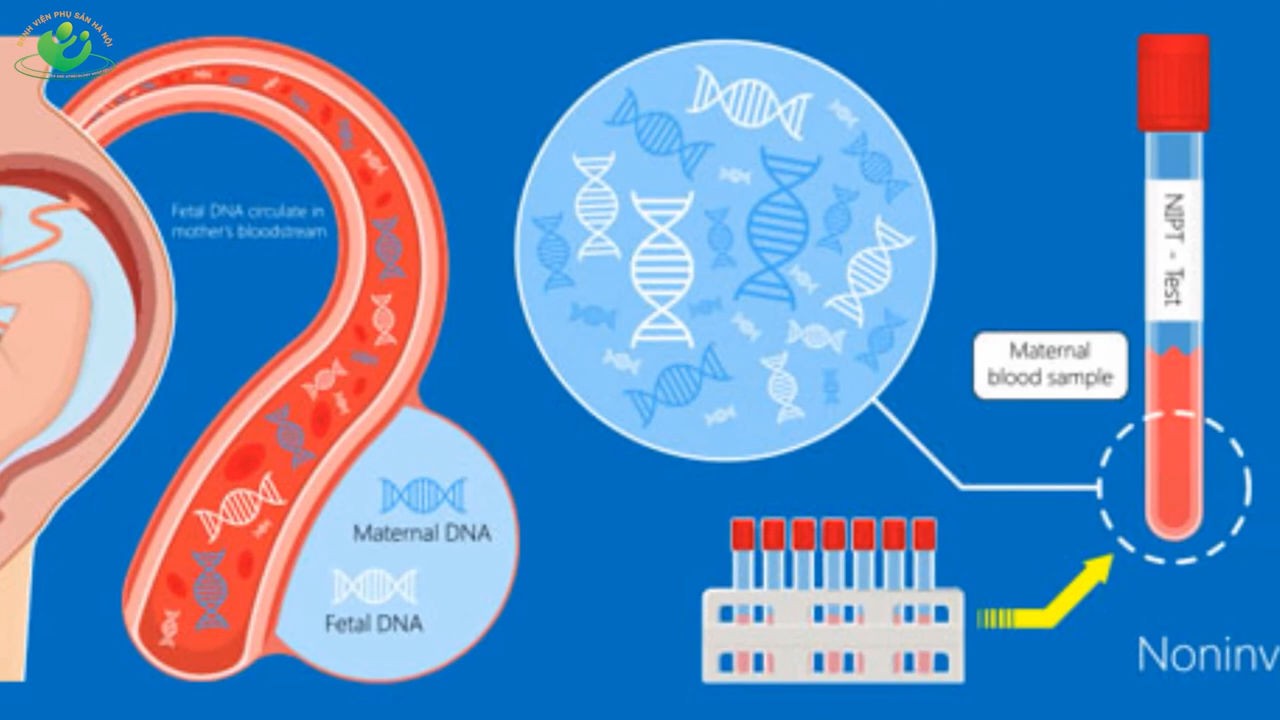 BỆNH VIỆN PHỤ SẢN HÀ NỘI
Fetal DNA circulate in
mother's bloodstream
Maternal DNA
Fetal DNA
NIPT - Test
Maternal
blood sample
Noninv